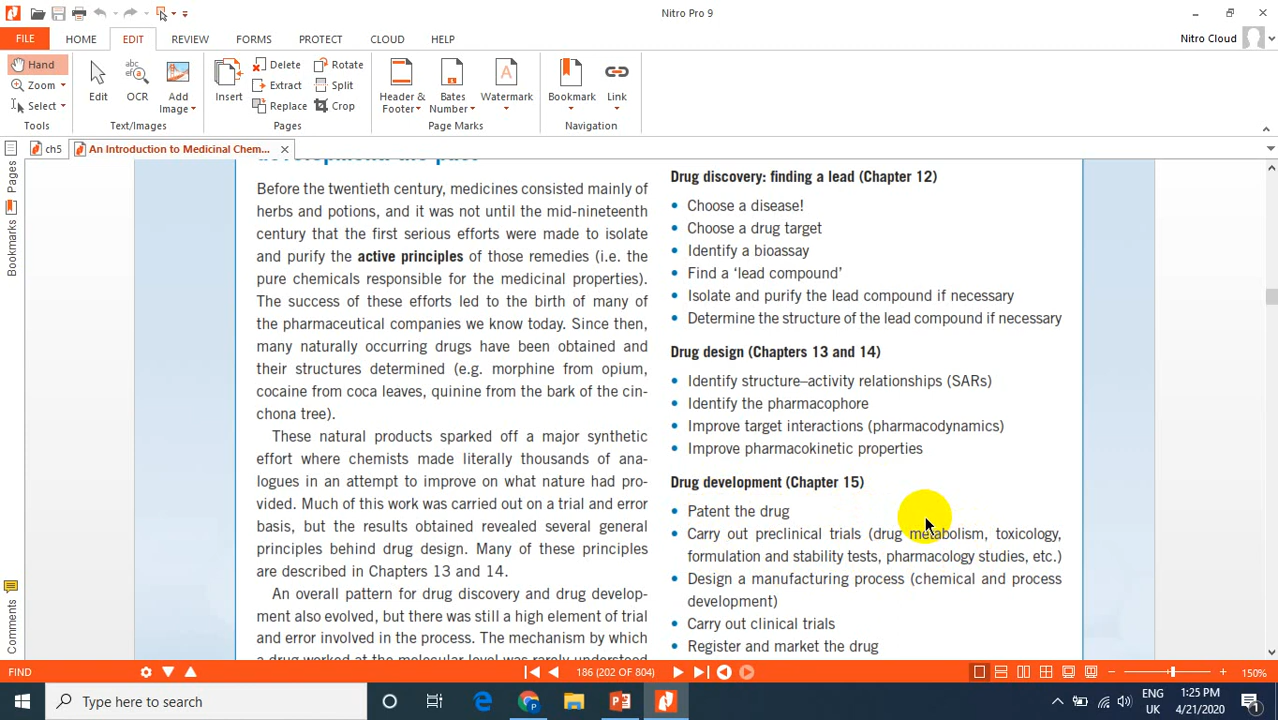 Nitro Pro 9
FILE HOME EDIT REVIEW FORMS PROTECT CLOUD HELP
Nitro Cloud
Hand
Zoom
Select
Tools
Edit
OCR
Add
Image
Text/Images
Insert
Delete
Extract
Replace
Rotate
Split
Crop
Pages
Header &
Footer
Bates
Number
Watermark
Page Marks
Bookmark
Link
Navigation
ch5
An Introduction to Medicinal Chem...
Pages
Bookmarks
Comments
Before the twentieth century, medicines consisted mainly of
herbs and potions, and it was not until the mid-nineteenth
century that the first serious efforts were made to isolate
and purify the active principles of those remedies (i.e. the
pure chemicals responsible for the medicinal properties).
The success of these efforts led to the birth of many of
the pharmaceutical companies we know today. Since then,
many naturally occurring drugs have been obtained and
their structures determined (e.g. morphine from opium,
cocaine from coca leaves, quinine from the bark of the cin-
chona tree).
These natural products sparked off a major synthetic
effort where chemists made literally thousands of ana-
logues in an attempt to improve on what nature had pro-
vided. Much of this work was carried out on a trial and error
basis, but the results obtained revealed several general
principles behind drug design. Many of these principles
are described in Chapters 13 and 14.
An overall pattern for drug discovery and drug develop-
ment also evolved, but there was still a high element of trial
and error involved in the process. The mechanism by which
a drug worked at the molecular level was rarely understood
Drug discovery: finding a lead (Chapter 12)
• Choose a disease!
• Choose a drug target
• Identify a bioassay
• Find a ‘lead compound’
• Isolate and purify the lead compound if necessary
• Determine the structure of the lead compound if necessary
Drug design (Chapters 13 and 14)
• Identify structure–activity relationships (SARs)
• Identify the pharmacophore
• Improve target interactions (pharmacodynamics)
• Improve pharmacokinetic properties
Drug development (Chapter 15)
• Patent the drug
• Carry out preclinical trials (drug metabolism, toxicology,
formulation and stability tests, pharmacology studies, etc.)
• Design a manufacturing process (chemical and process
development)
• Carry out clinical trials
• Register and market the drug
FIND
186 (202 OF 804)
150%
Type here to search
ENG
UK
1:25 PM
4/21/2020